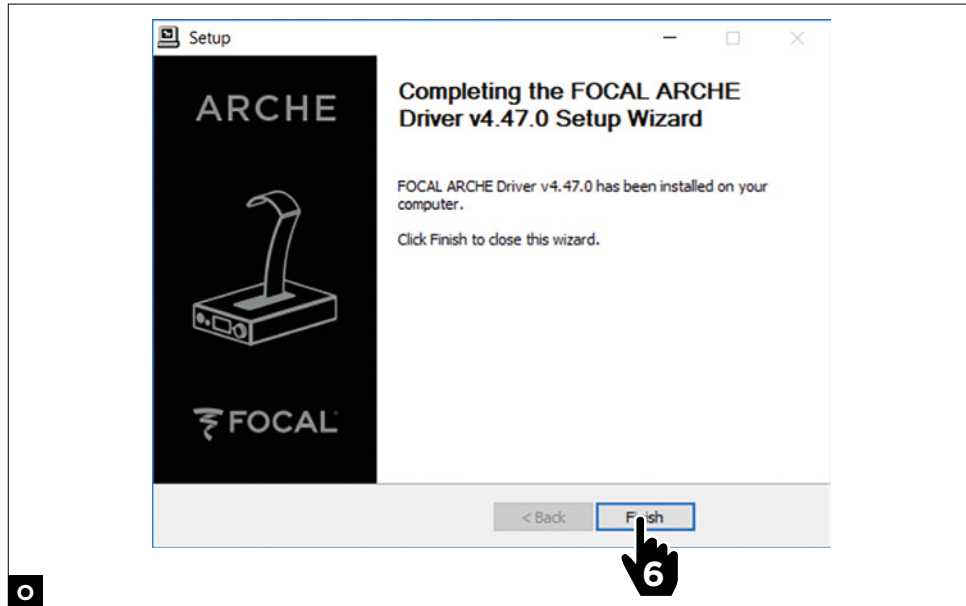 Setup
ARCHE
Completing the FOCAL ARCHE
Driver v4.47.0 Setup Wizard
FOCAL ARCHE Driver v4.47.0 has been installed on your
computer.
Click Finish to close this wizard.
FOCAL
< Back
Finish
6
O